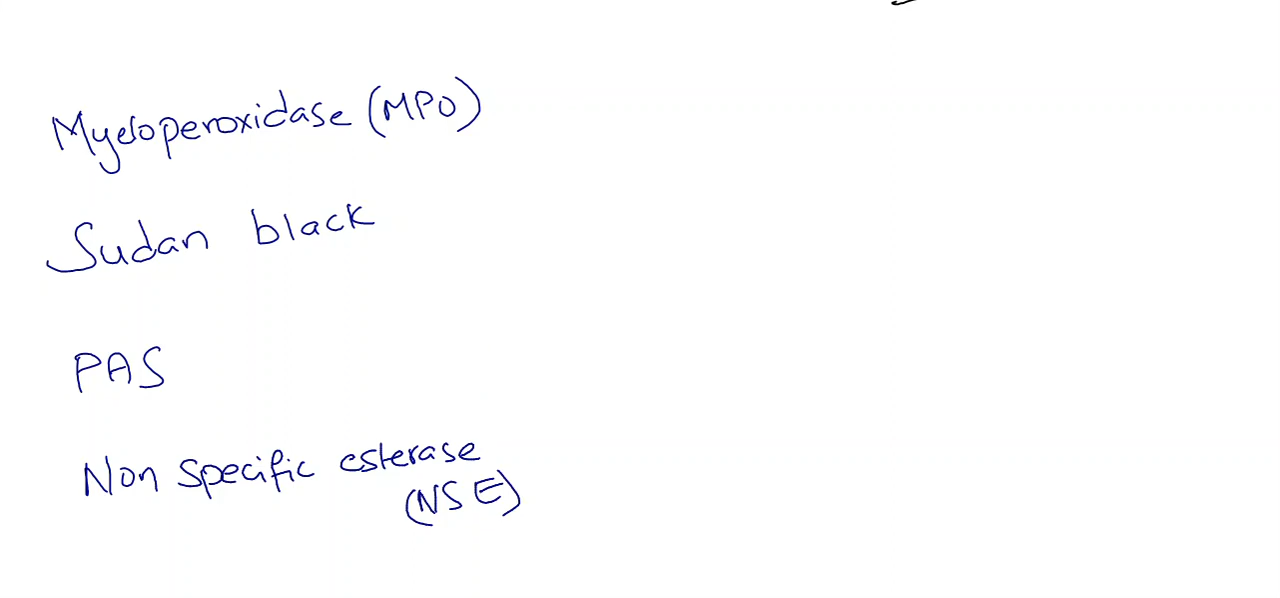 Myeloperoxidase (MPO)
Sudan black
PAS
Non specific esterase
(NSE)